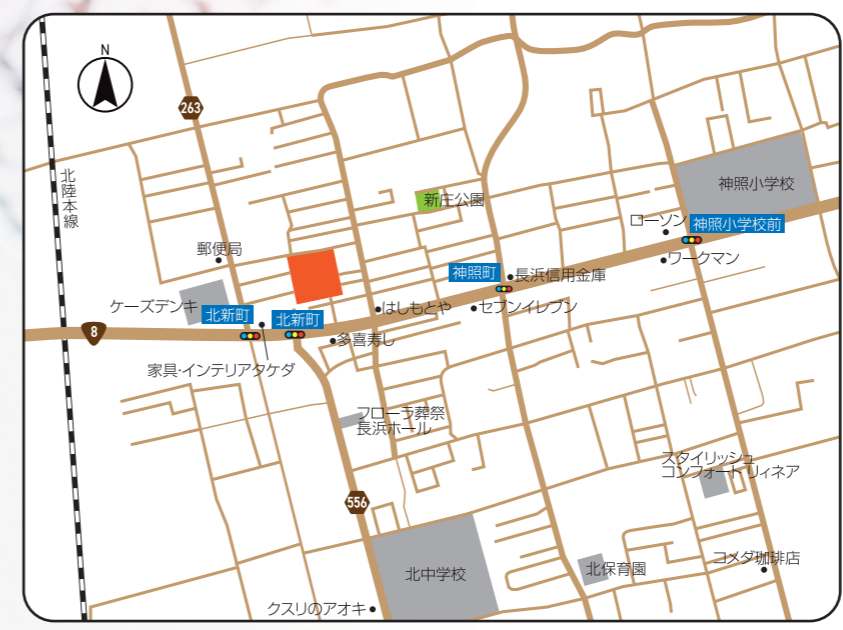 N
263
北陸本線
神照小学校
新庄公園
ローソン
神照小学校前
郵便局
ワークマン
神照町
長浜信用金庫
ケーズデンキ
北新町
北新町
はしもとや
セブンイレブン
8
多喜寿し
家具・インテリアタケダ
フローラ葬祭
長浜ホール
スタイリッシュ
コンフォートリィネア
556
コメダ珈琲店
北中学校
北保育園
クスリのアオキ